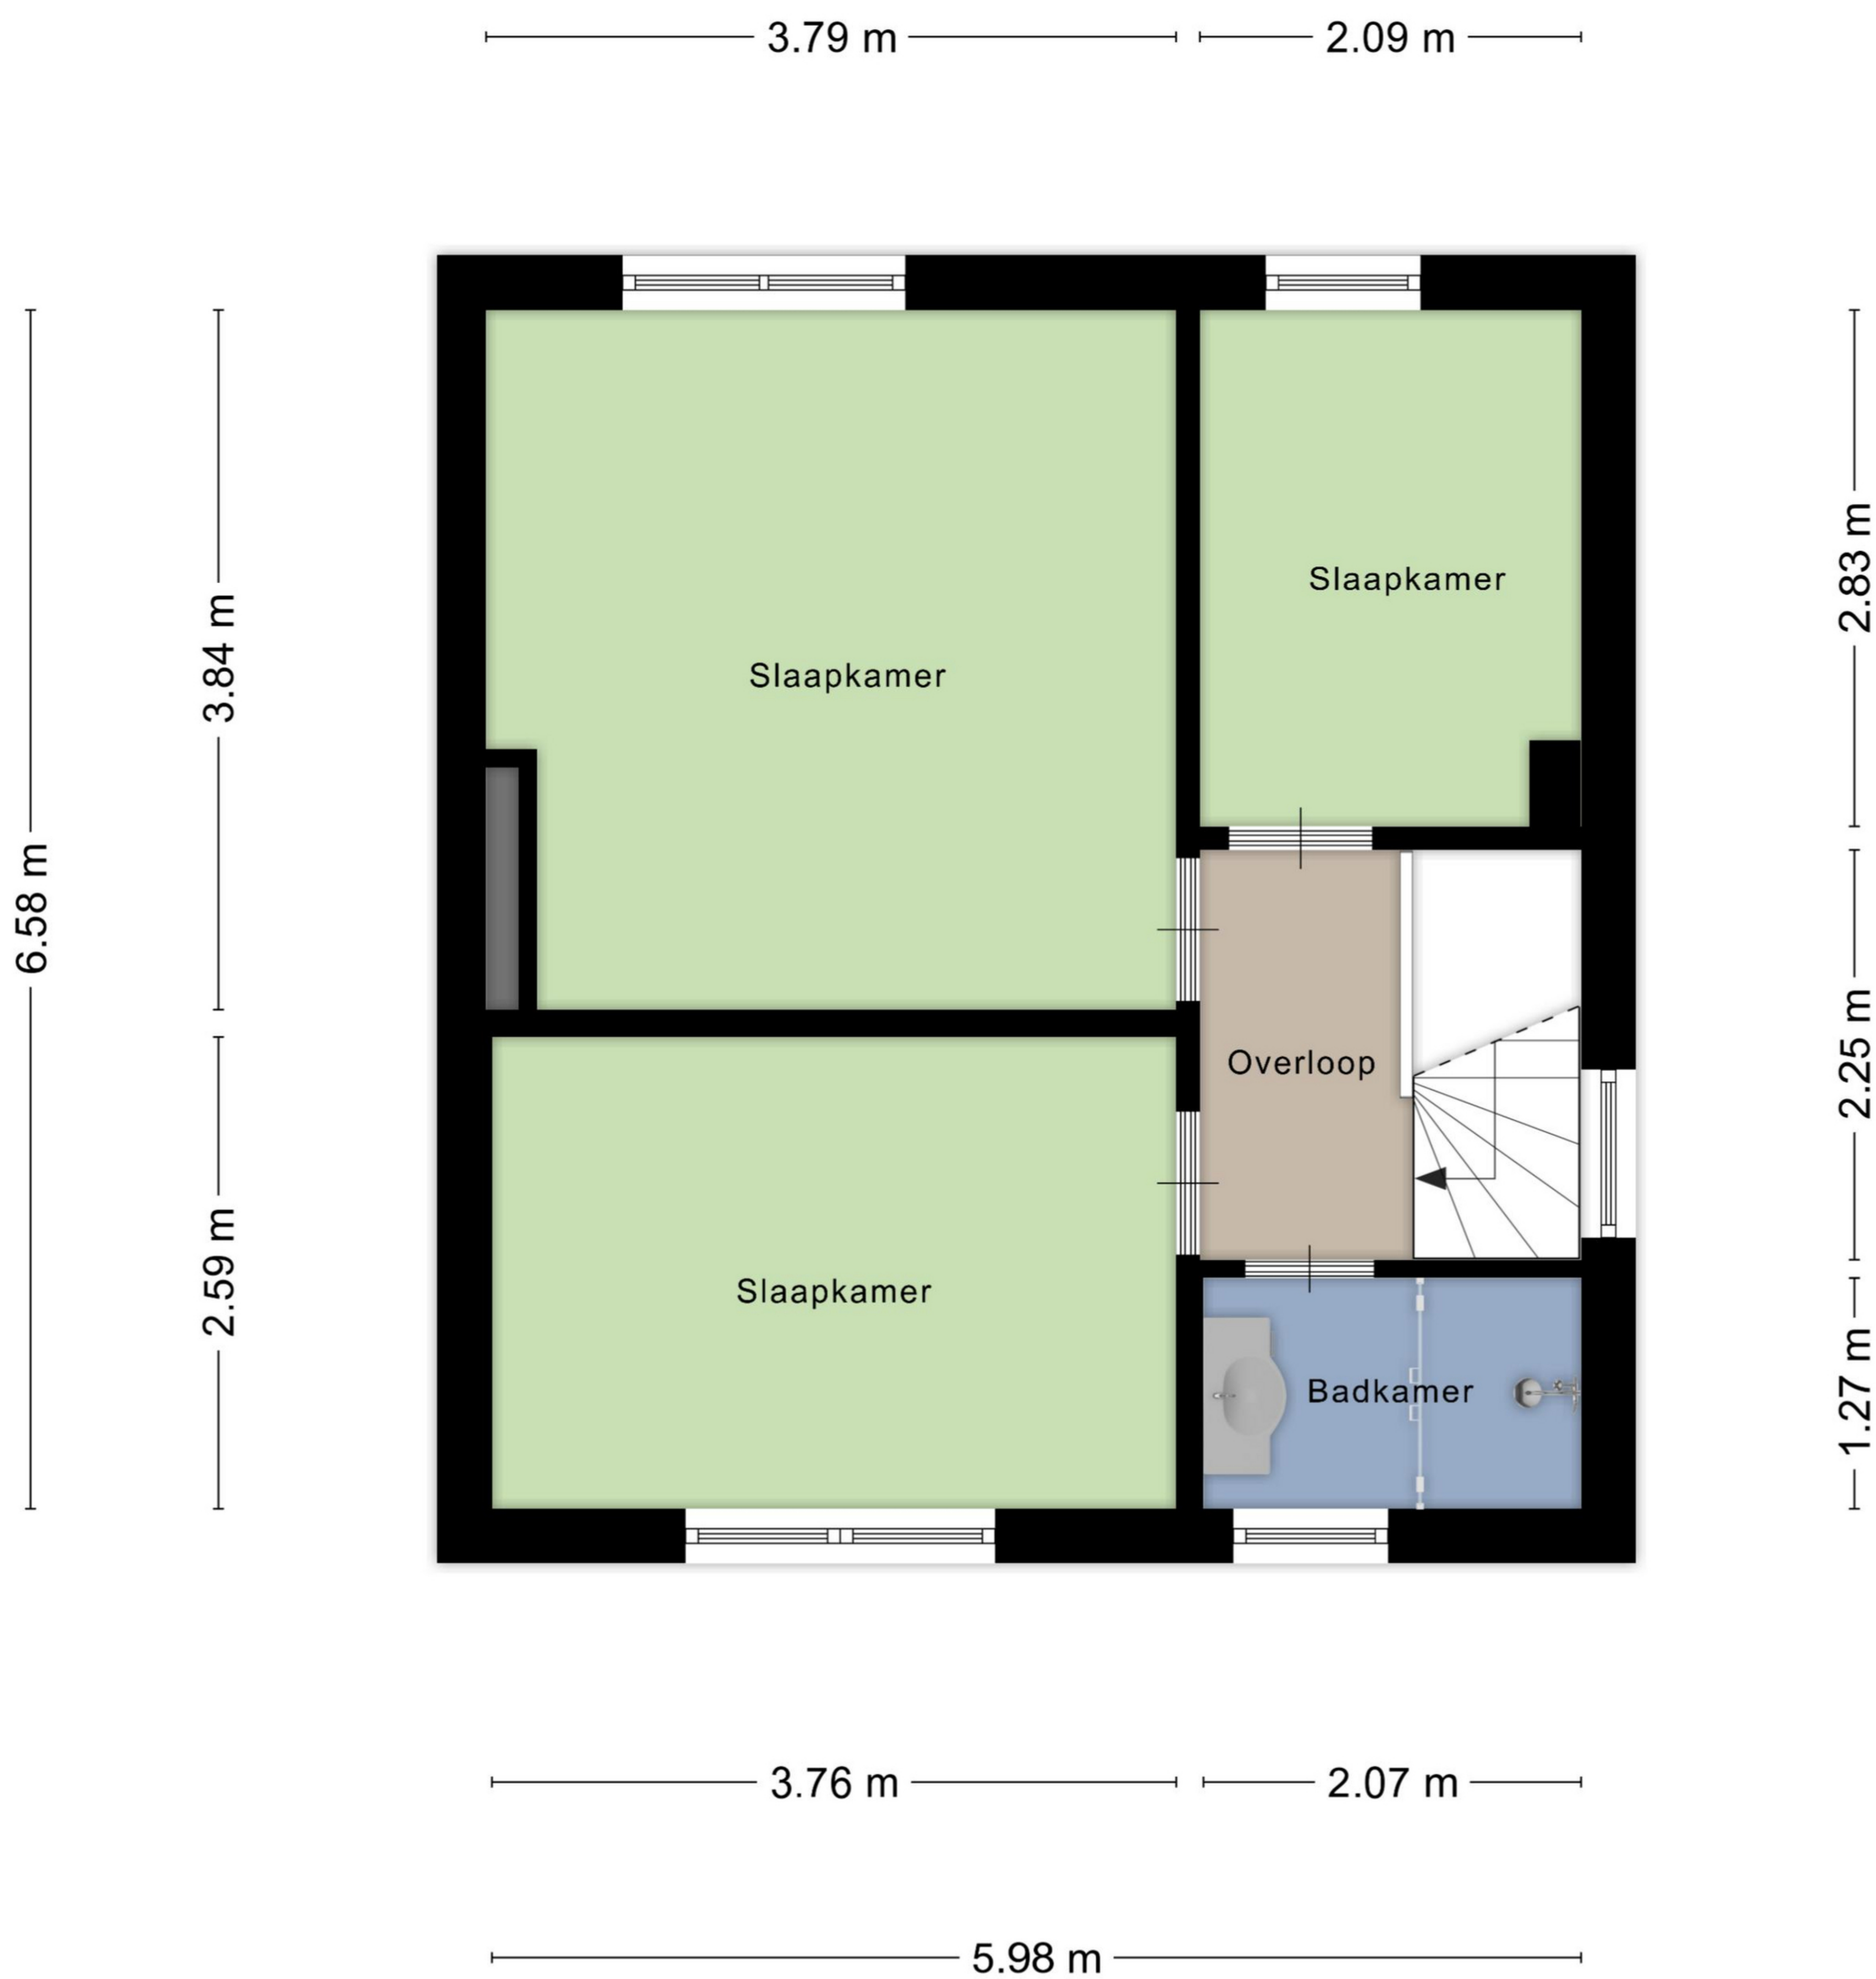 3.79 m
2.09 m
Slaapkamer
2.83 m
3.84 m
Slaapkamer
6.58 m
Overloop
2.25 m
2.59 m
Slaapkamer
Badkamer
1.27 m
3.76 m
2.07 m
5.98 m